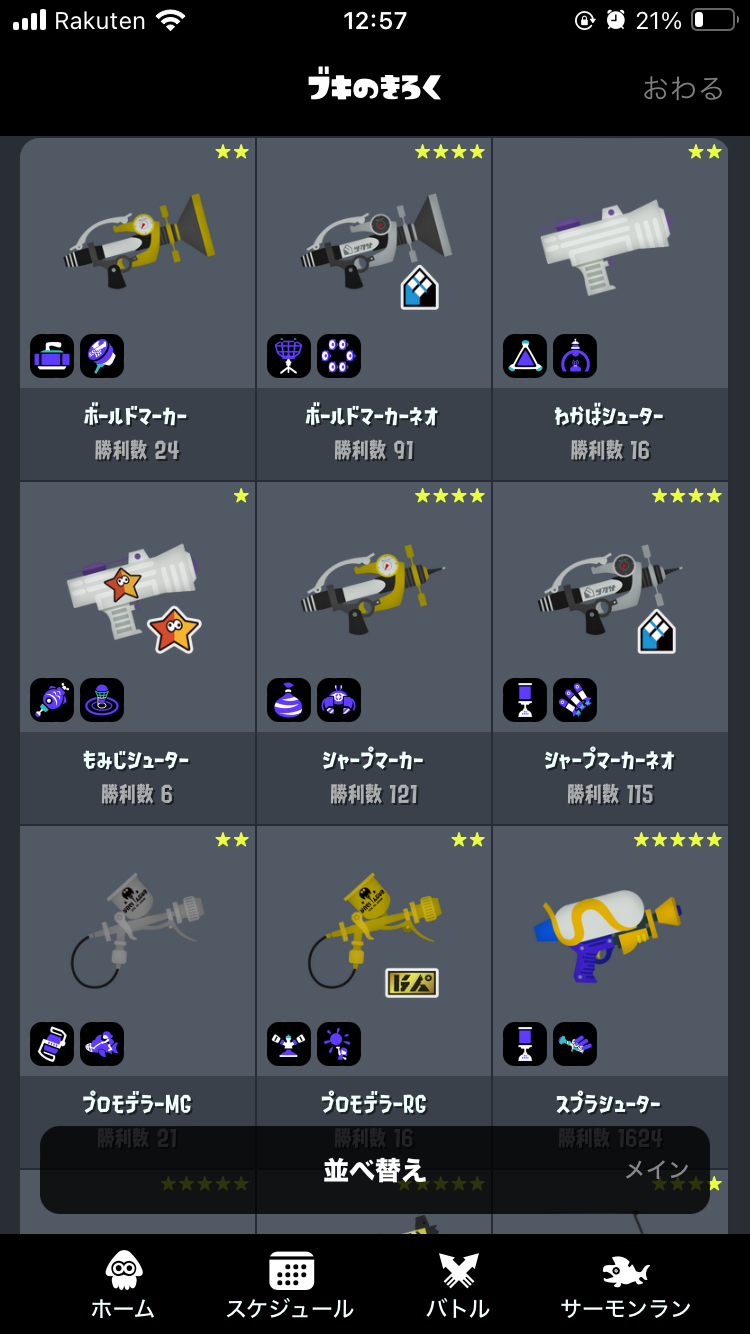 Rakuten 12:57 21%
ブキのきろく おわる
ボールドマーカー
勝利数 24
ボールドマーカーネオ
勝利数 91
わかばシューター
勝利数 16
もみじシューター
勝利数 6
シャープマーカー
勝利数 121
シャープマーカーネオ
勝利数 115
プロモデラーMG
勝利数 21
プロモデラーRG
勝利数 16
スプラシューター
勝利数 1624
並べ替え メイン
ホーム スケジュール バトル サーモンラン